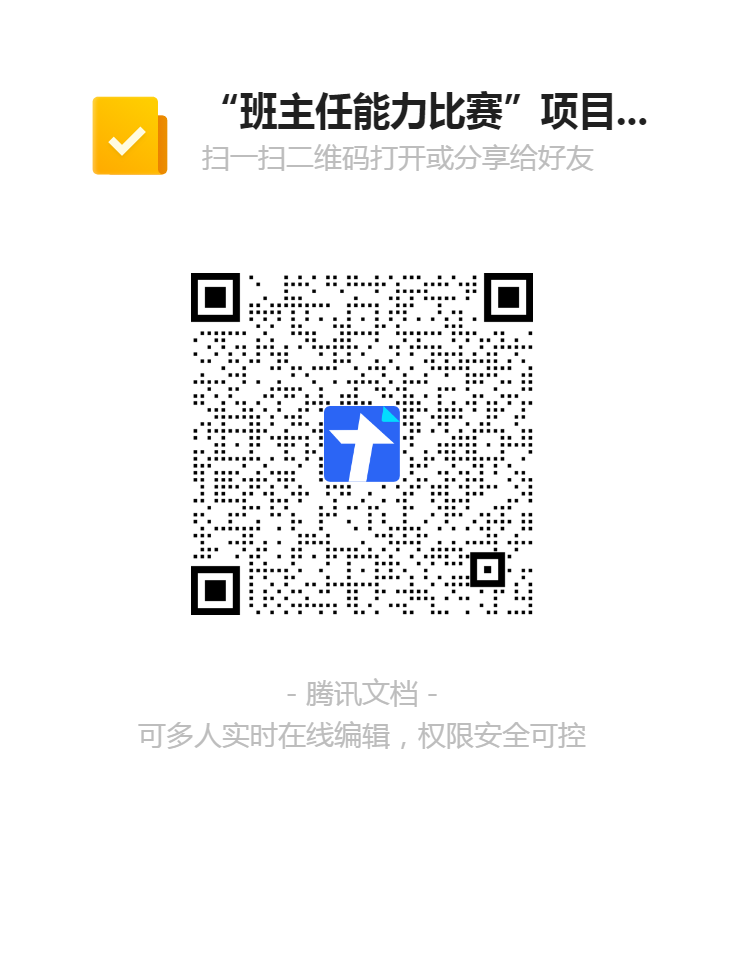 “班主任能力比赛”项目...
扫一扫二维码打开或分享给好友
- 腾讯文档 -
可多人实时在线编辑，权限安全可控